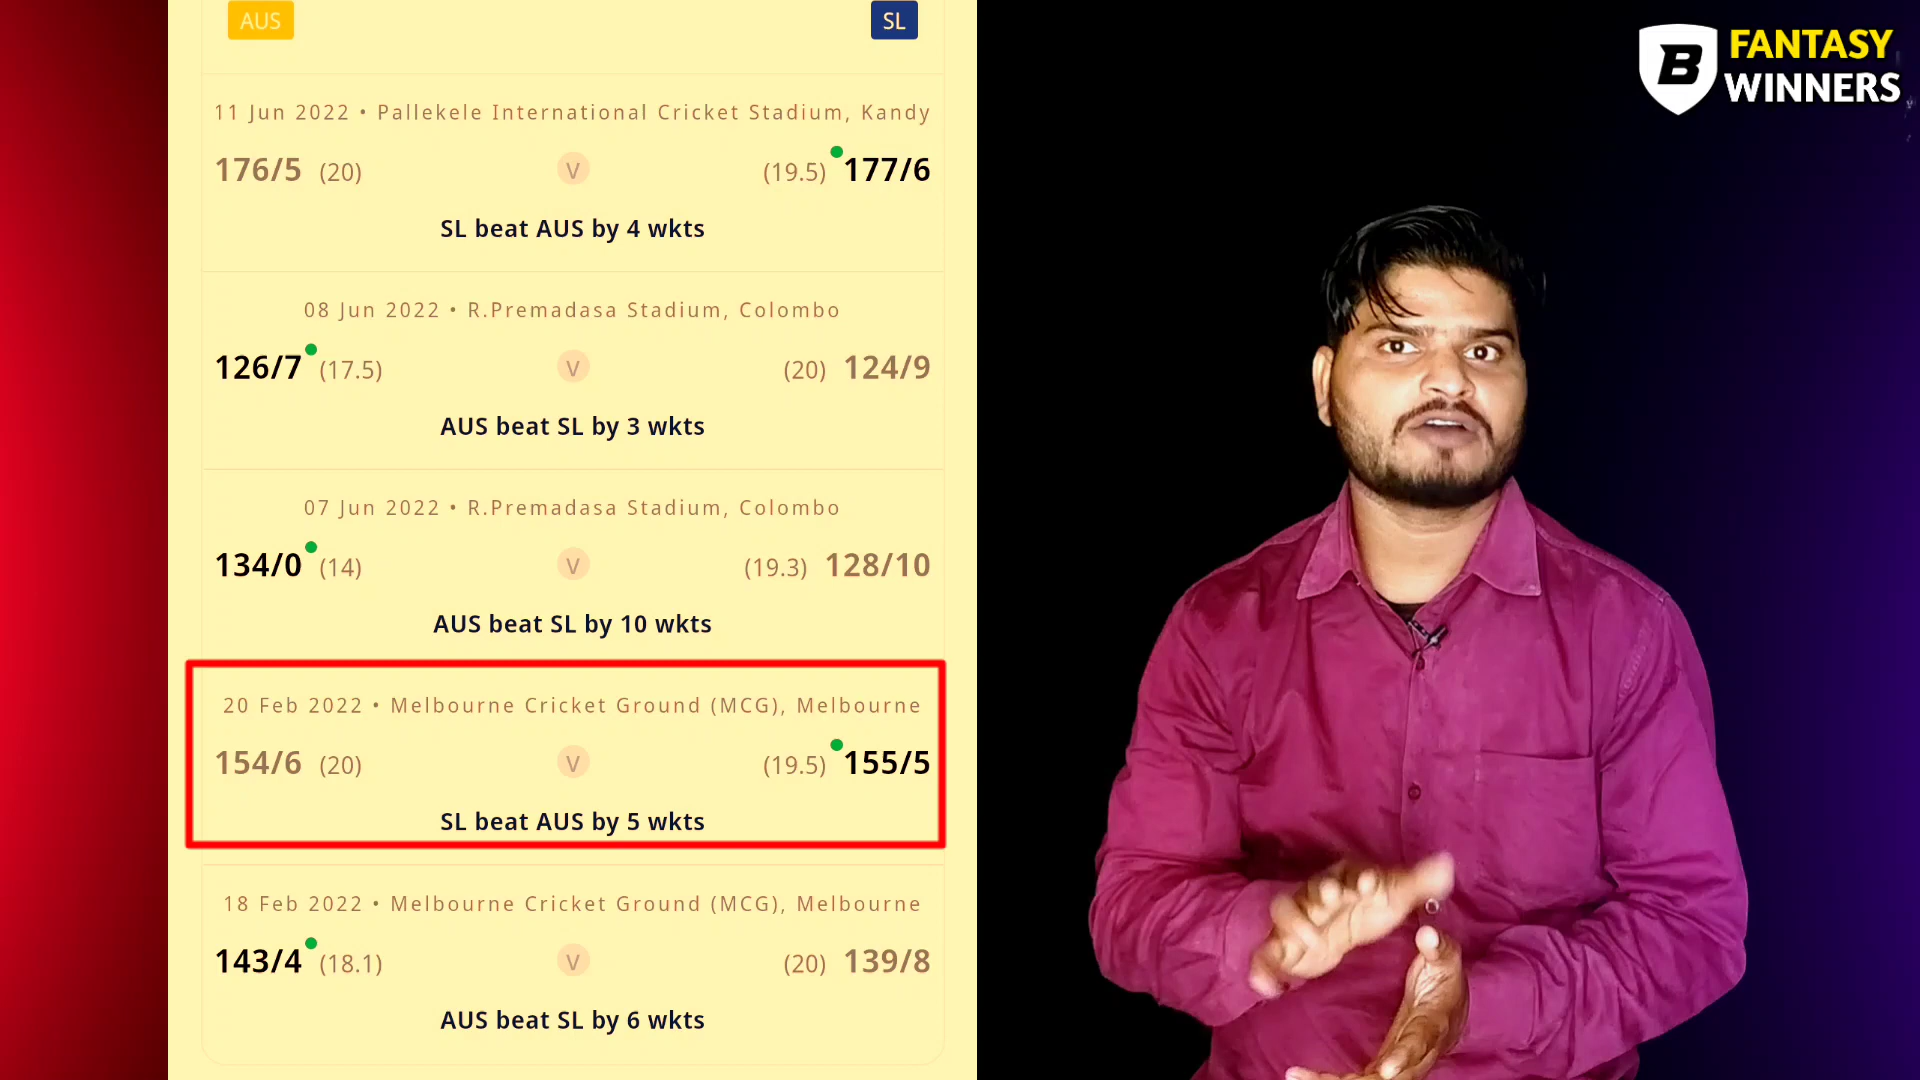 AUS SL
11 Jun 2022 • Pallekele International Cricket Stadium, Kandy
176/5 (20) V (19.5) 177/6
SL beat AUS by 4 wkts
08 Jun 2022 • R.Premadasa Stadium, Colombo
126/7 (17.5) V (20) 124/9
AUS beat SL by 3 wkts
07 Jun 2022 • R.Premadasa Stadium, Colombo
134/0 (14) V (19.3) 128/10
AUS beat SL by 10 wkts
20 Feb 2022 • Melbourne Cricket Ground (MCG), Melbourne
154/6 (20) V (19.5) 155/5
SL beat AUS by 5 wkts
18 Feb 2022 • Melbourne Cricket Ground (MCG), Melbourne
143/4 (18.1) V (20) 139/8
AUS beat SL by 6 wkts
B FANTASY
WINNERS